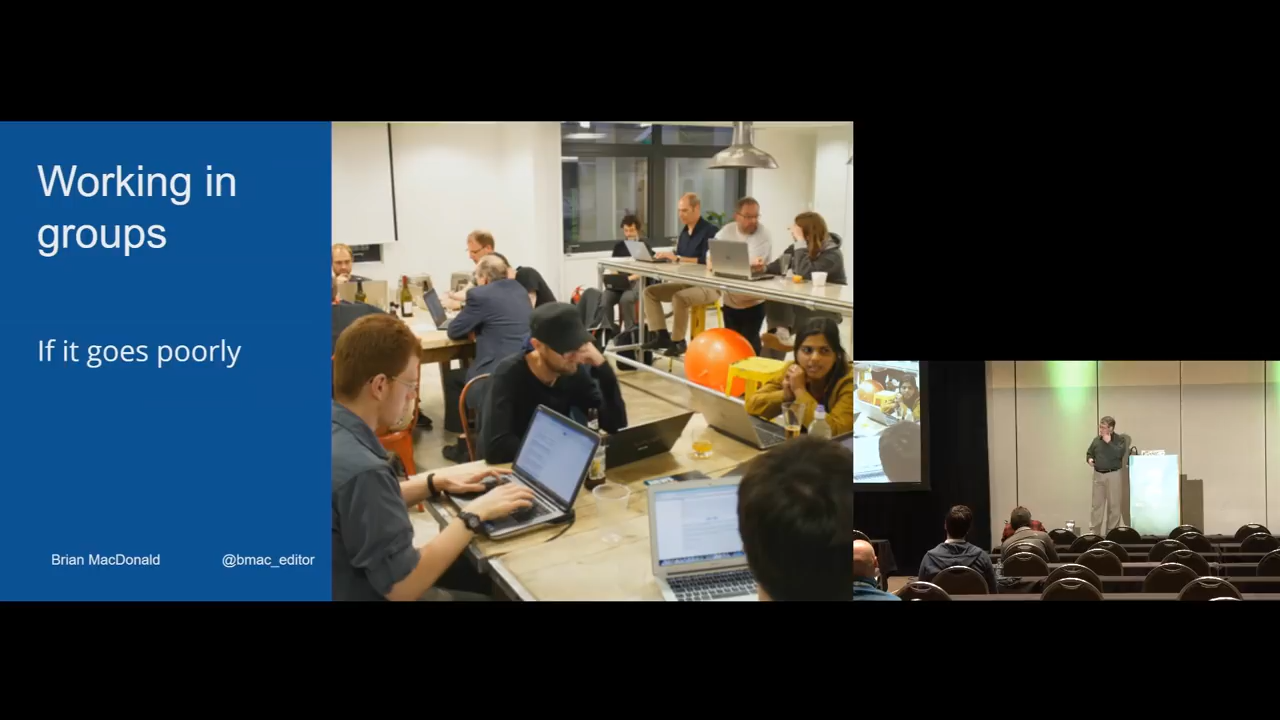 Working in
groups
If it goes poorly
Brian MacDonald
@bmac_editor